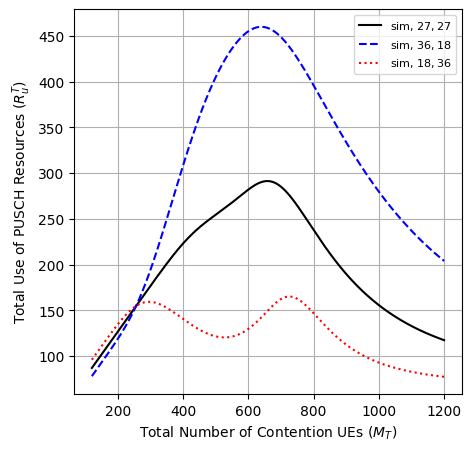 sim, 27, 27
sim, 36, 18
sim, 18, 36
450
400
350
300
250
200
150
100
200 400 600 800 1000 1200
Total Use of PUSCH Resources ($R_u^T$)
Total Number of Contention UEs ($M_T$)